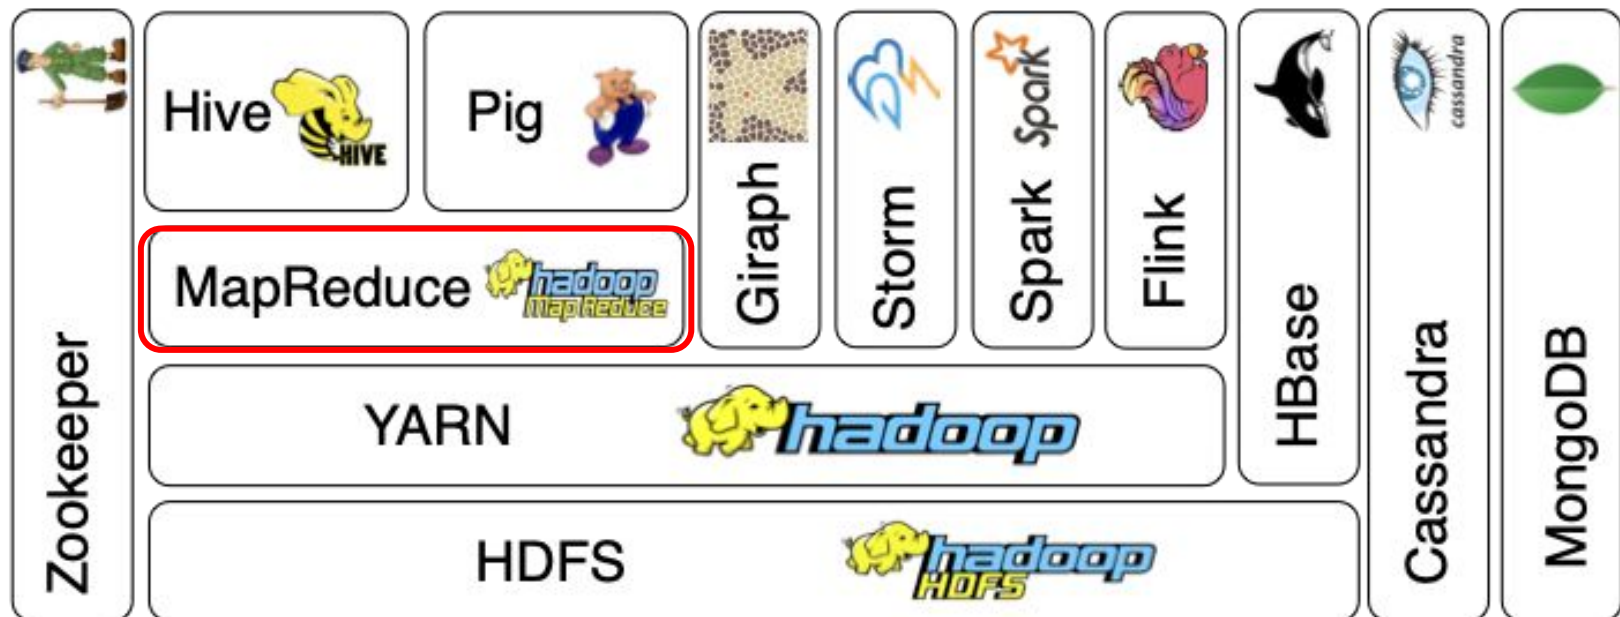 Zookeeper
Hive
HIVE
Pig
MapReduce
hadoop
MapReduce
Giraph
Storm
Spark
Spark
Flink
YARN
hadoop
HDFS
hadoop
HDFS
HBase
cassandra
Cassandra
MongoDB